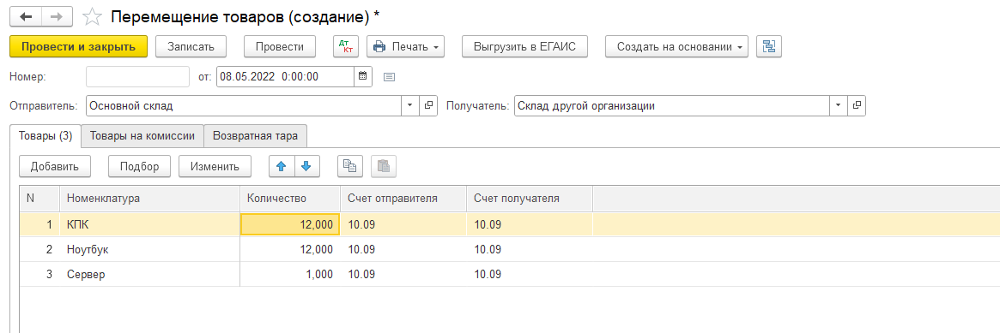 Перемещение товаров (создание) *
Провести и закрыть Записать Провести Дт Кт Печать Выгрузить в ЕГАИС Создать на основании
Номер: от: 08.05.2022 0:00:00
Отправитель: Основной склад Получатель: Склад другой организации
Товары (3) Товары на комиссии Возвратная тара
Добавить Подбор Изменить
N Номенклатура Количество Счет отправителя Счет получателя
1 КПК 12,000 10.09 10.09
2 Ноутбук 12,000 10.09 10.09
3 Сервер 1,000 10.09 10.09